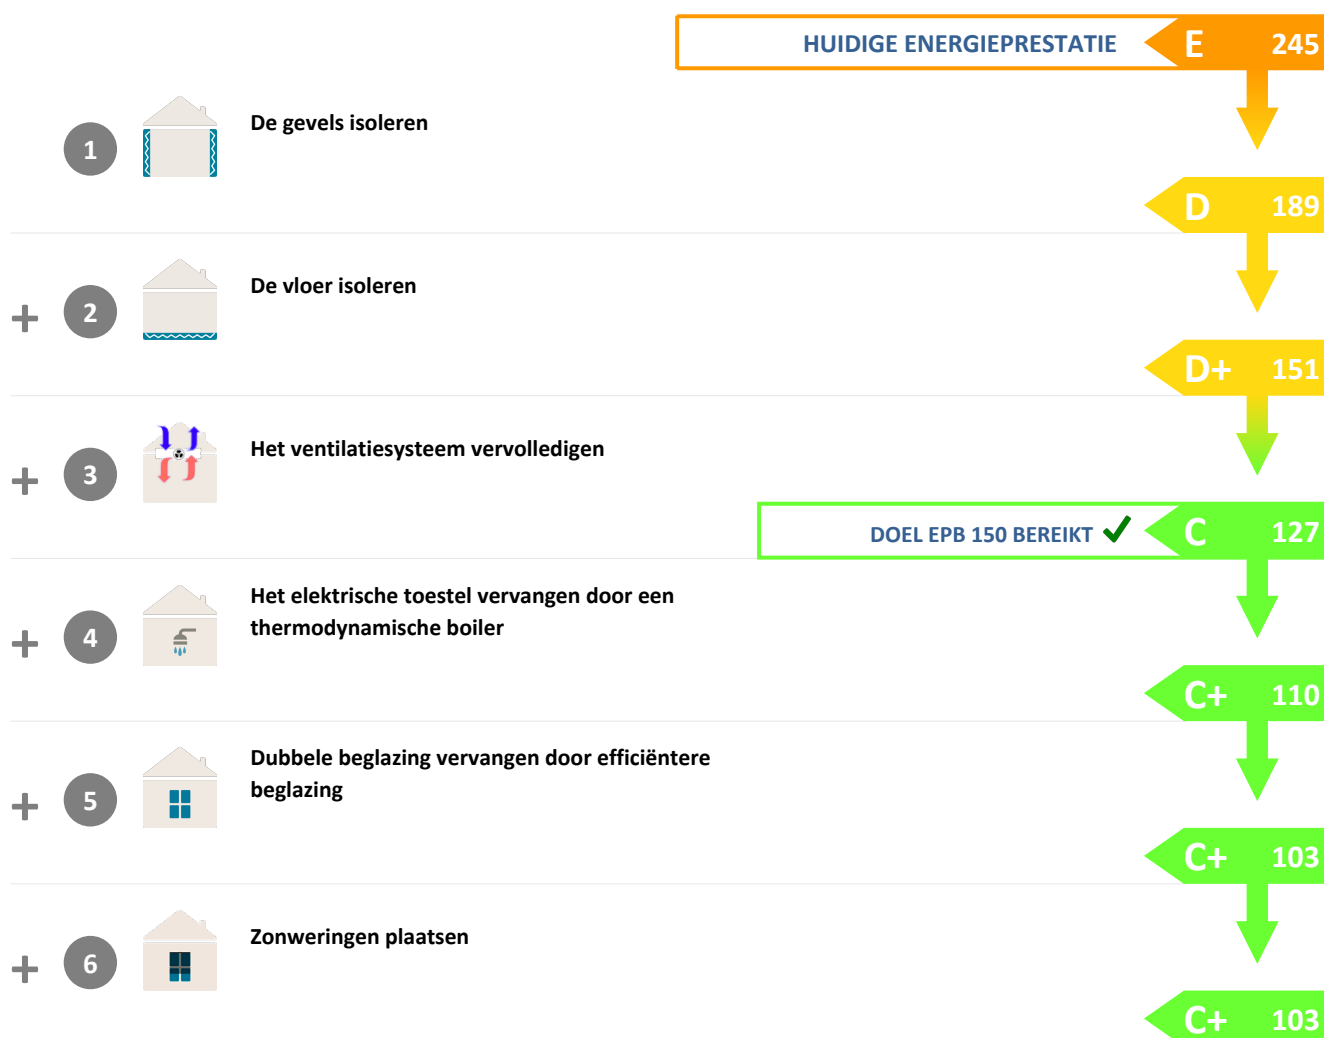 HUIDIGE ENERGIEPRESTATIE E 245
1 De gevels isoleren
D 189
+ 2 De vloer isoleren
D+ 151
+ 3 Het ventilatiesysteem vervolledigen
DOEL EPB 150 BEREIKT ✓ C 127
+ 4 Het elektrische toestel vervangen door een
thermodynamische boiler
C+ 110
+ 5 Dubbele beglazing vervangen door efficiëntere
beglazing
C+ 103
+ 6 Zonweringen plaatsen
C+ 103